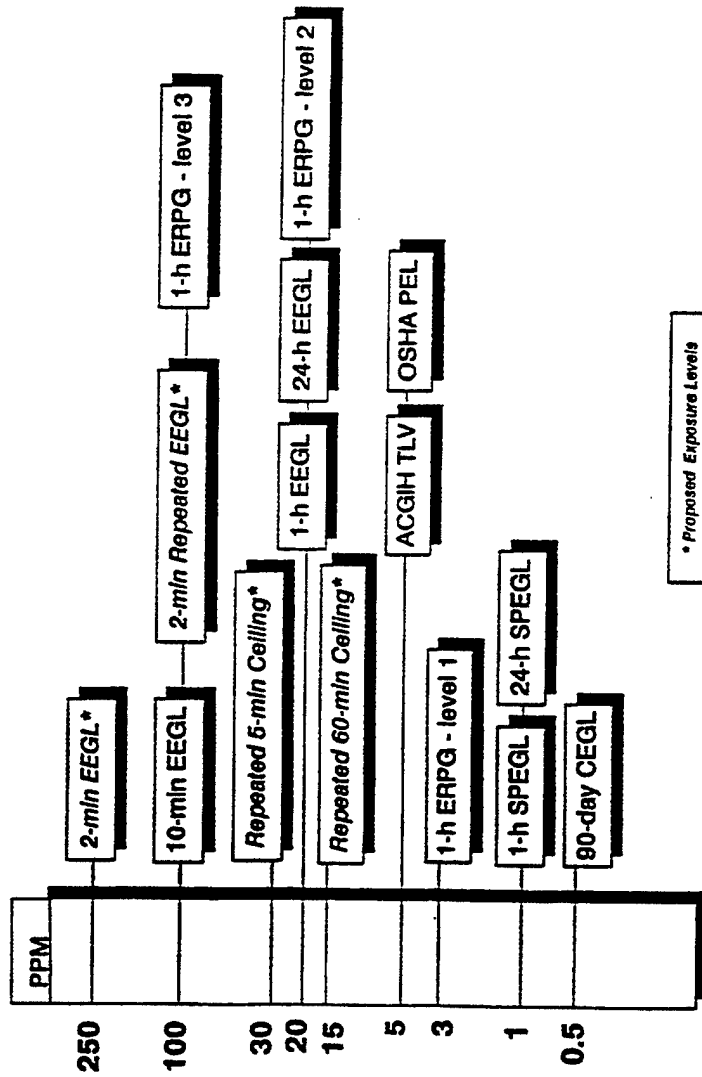 PPM
250
2-min EEGL*
100
10-min EEGL
2-min Repeated EEGL*
1-h ERPG - level 3
30
Repeated 5-min Ceiling*
20
1-h EEGL
24-h EEGL
1-h ERPG - level 2
15
Repeated 60-min Ceiling*
5
ACGIH TLV
OSHA PEL
3
1-h ERPG - level 1
1
1-h SPEGL
24-h SPEGL
0.5
90-day CEGL
* Proposed Exposure Levels